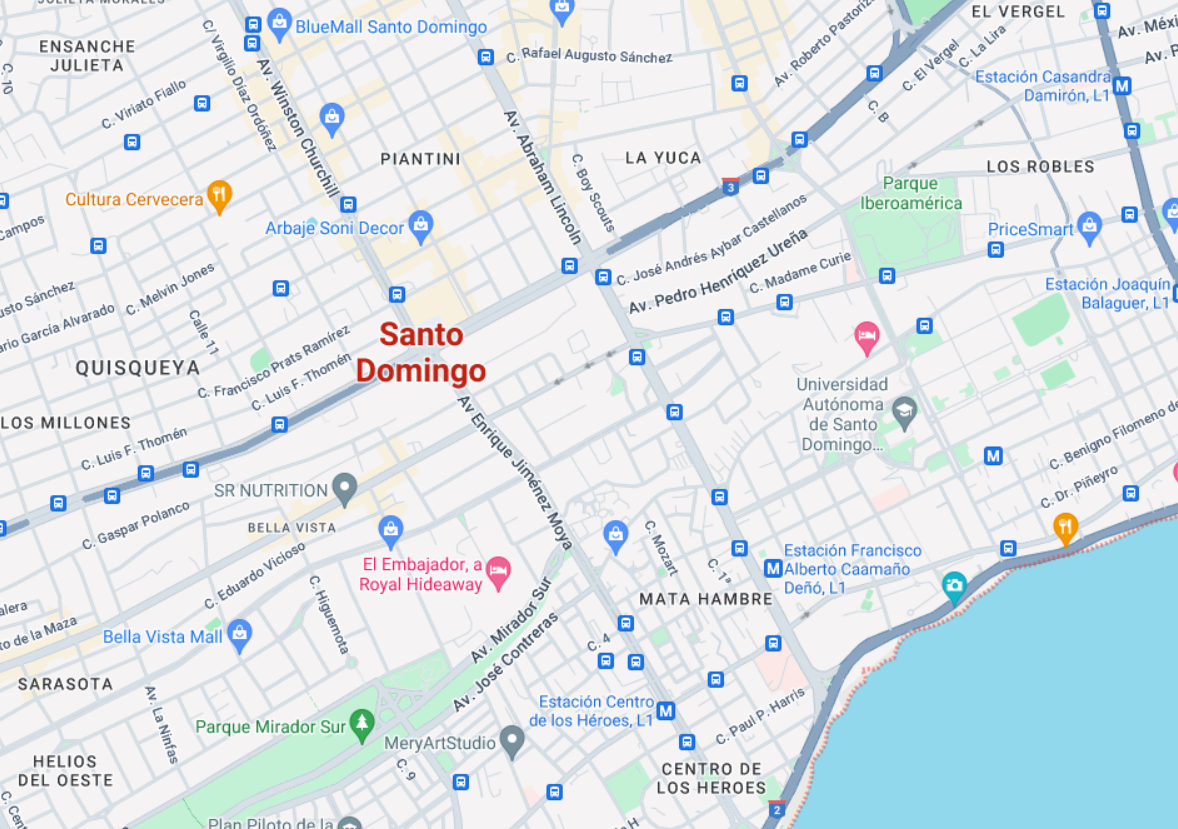 JULIETA MORALES
BlueMall Santo Domingo
ENSANCHE
JULIETA
C. 10
C/ Virgilio Díaz Ordóñez
Av. Winston Churchill
C. Viriato Fiallo
C. Rafael Augusto Sánchez
Av. Roberto Pastoriza
EL VERGEL
C. El Vergel
C. La Lira
Av. Méxi
Av. P
Estación Casandra
Damirón, L1
C. B
PIANTINI
Av. Abraham Lincoln
C. Boy Scouts
LA YUCA
3
LOS ROBLES
Cultura Cervecera
Campos
Arbaje Soni Decor
Parque
Iberoamérica
PriceSmart
C. José Andrés Aybar Castellanos
Av. Pedro Henríquez Ureña
C. Madame Curie
Estación Joaquín
Balaguer, L1
usto Sánchez
ario García Alvarado
C. Melvin Jones
Calle 11
QUISQUEYA
C. Francisco Prats Ramírez
C. Luis F. Thomén
Santo
Domingo
Universidad
Autónoma
de Santo
Domingo...
LOS MILLONES
C. Luis F. Thomén
Av Enrique Jiménez Moya
C. Benigno Filomeno de
C. Dr. Piñeyro
M
SR NUTRITION
C. Gaspar Polanco
BELLA VISTA
C. Eduardo Vicioso
El Embajador, a
Royal Hideaway
C. Mozart
C. 1ª
Estación Francisco
Alberto Caamaño
Deñó, L1
MATA HAMBRE
C. Higuemota
alera
to de la Maza
Bella Vista Mall
Av. Mirador Sur
Av. José Contreras
C. 4
SARASOTA
Av. La Ninfas
Parque Mirador Sur
Estación Centro
de los Héroes, L1
C. Paul P. Harris
MeryArtStudio
HELIOS
DEL OESTE
C. 9
CENTRO DE
LOS HEROES
2
C. Cent
Plan Piloto de la